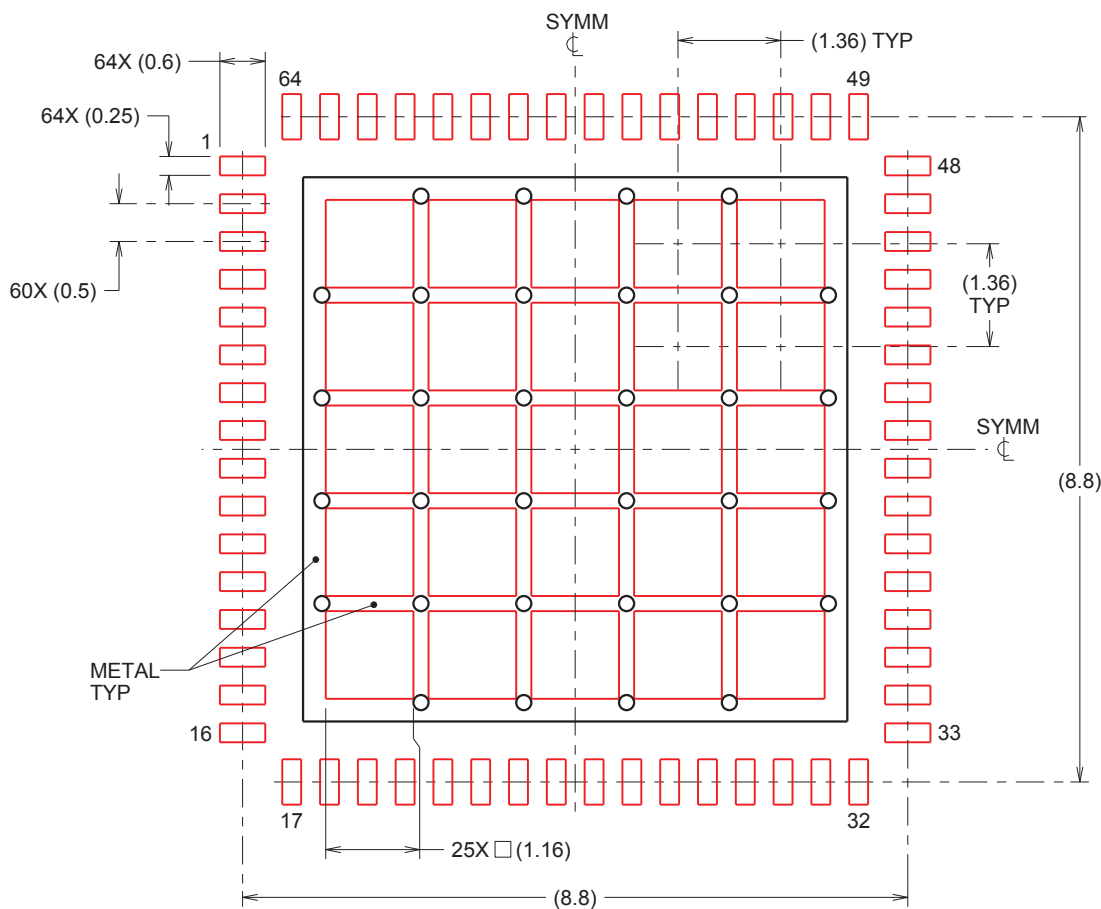 SYMM
(1.36) TYP
64X (0.6)
64
49
64X (0.25)
1
48
60X (0.5)
(1.36)
TYP
SYMM
(8.8)
METAL
TYP
16
33
17
32
25X □ (1.16)
(8.8)